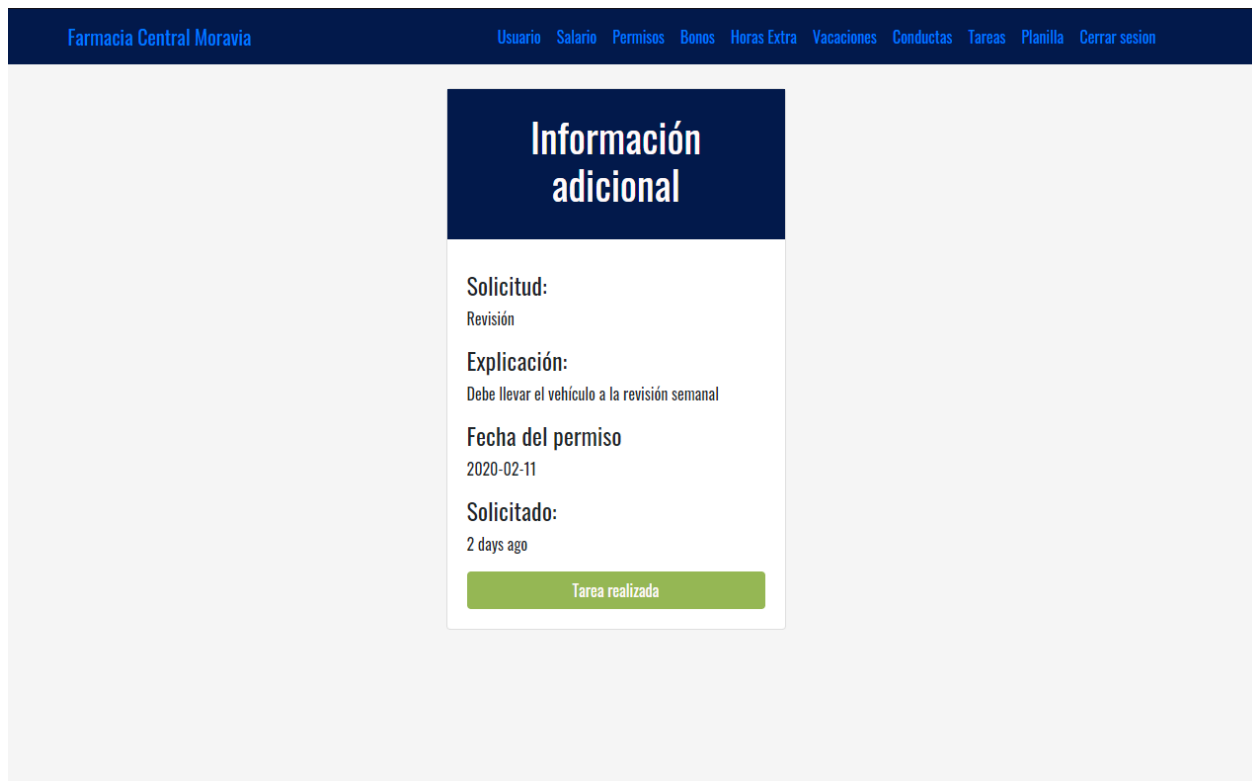 Farmacia Central Moravia
Usuario Salario Permisos Bonos Horas Extra Vacaciones Conductas Tareas Planilla Cerrar sesion
Información
adicional
Solicitud:
Revisión
Explicación:
Debe llevar el vehículo a la revisión semanal
Fecha del permiso
2020-02-11
Solicitado:
2 days ago
Tarea realizada